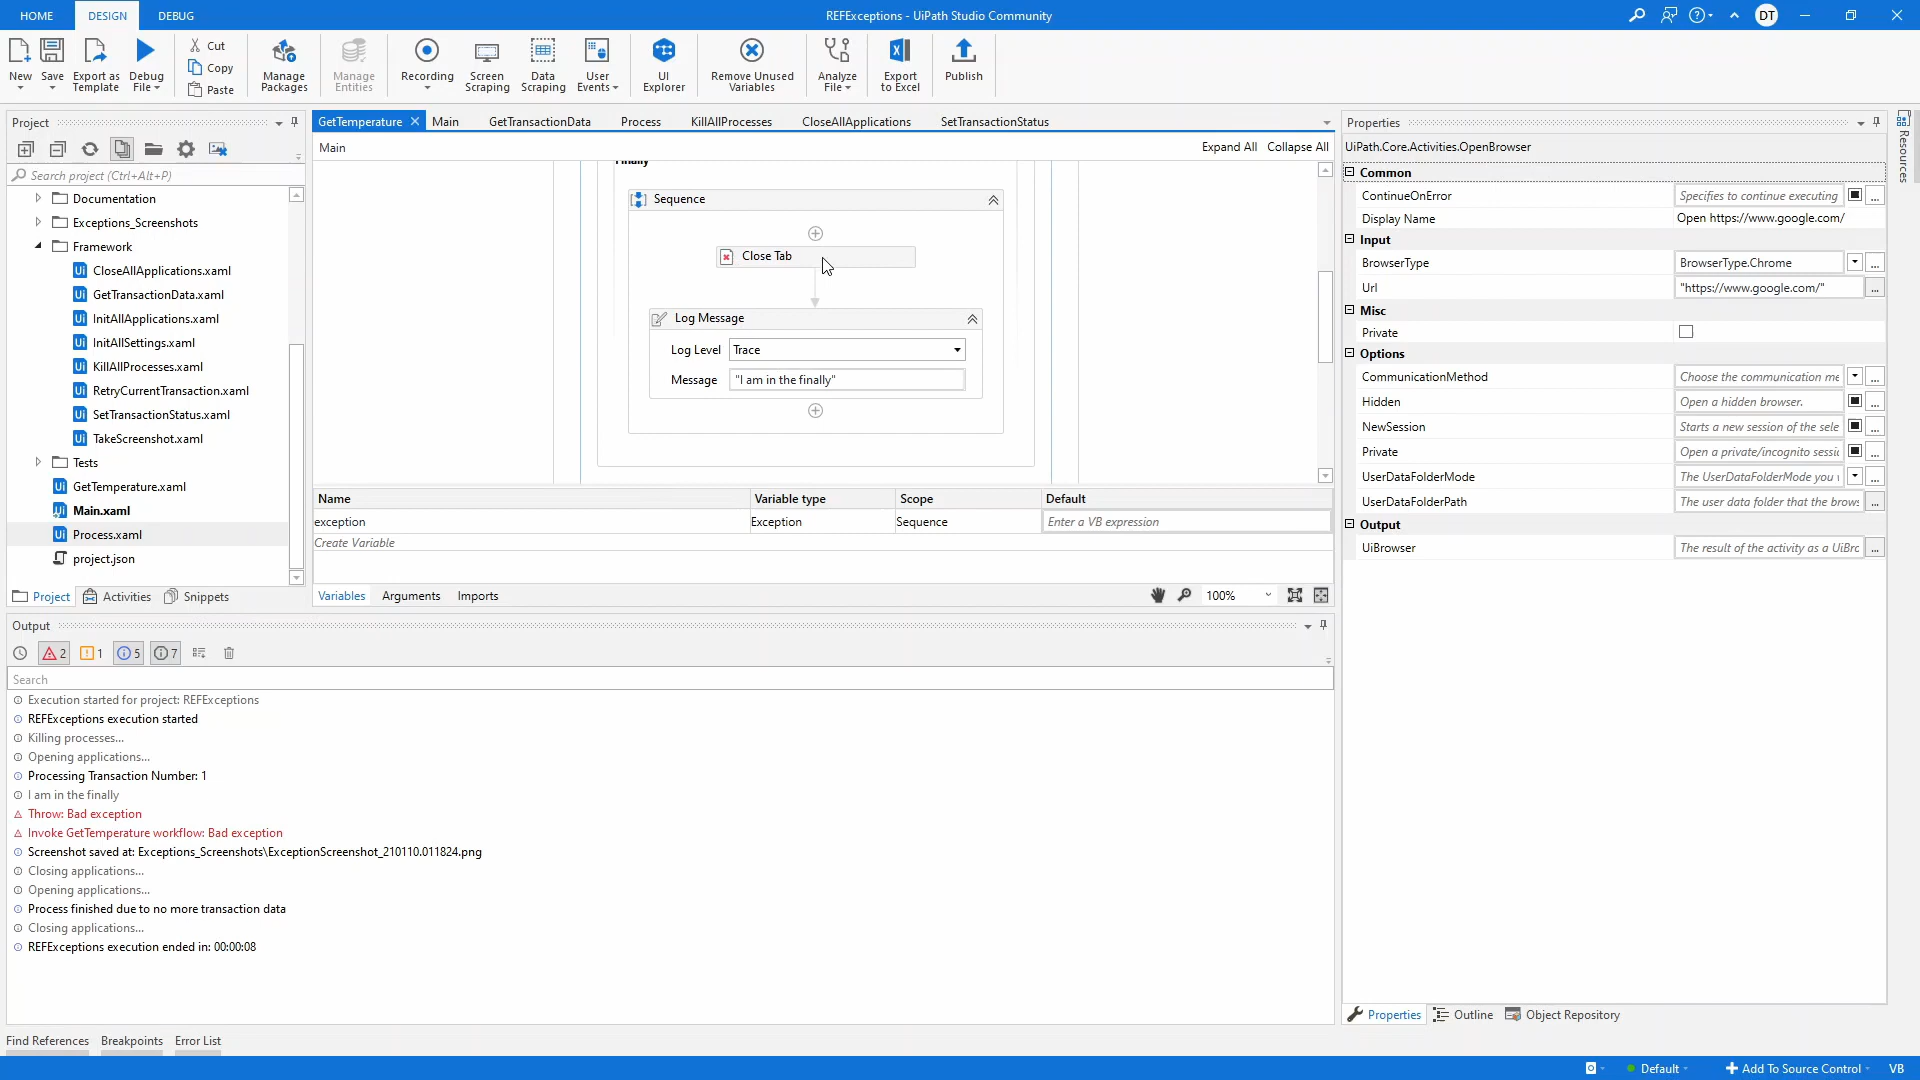 HOME
DESIGN
DEBUG
REFExceptions - UiPath Studio Community
DT
New
Save
Export as
Template
Debug
File
Cut
Copy
Paste
Manage
Packages
Manage
Entities
Recording
Screen
Scraping
Data
Scraping
User
Events
UI
Explorer
Remove Unused
Variables
Analyze
File
Export
to Excel
Publish
Project
Search project (Ctrl+Alt+P)
Documentation
Exceptions_Screenshots
Framework
CloseAllApplications.xaml
GetTransactionData.xaml
InitAllApplications.xaml
InitAllSettings.xaml
KillAllProcesses.xaml
RetryCurrentTransaction.xaml
SetTransactionStatus.xaml
TakeScreenshot.xaml
Tests
GetTemperature.xaml
Main.xaml
Process.xaml
project.json
Project
Activities
Snippets
GetTemperature
Main
GetTransactionData
Process
KillAllProcesses
CloseAllApplications
SetTransactionStatus
Main
Expand All
Collapse All
Finally
Sequence
Close Tab
Log Message
Log Level
Trace
Message
"I am in the finally"
Name
Variable type
Scope
Default
exception
Exception
Sequence
Enter a VB expression
Create Variable
Variables
Arguments
Imports
100%
Properties
UiPath.Core.Activities.OpenBrowser
Common
ContinueOnError
Specifies to continue executing
Display Name
Open https://www.google.com/
Input
BrowserType
BrowserType.Chrome
...
Url
"https://www.google.com/"
...
Misc
Private
Options
CommunicationMethod
Choose the communication me
...
Hidden
Open a hidden browser.
...
NewSession
Starts a new session of the sele
...
Private
Open a private/incognito sessi
...
UserDataFolderMode
The UserDataFolderMode you
...
UserDataFolderPath
The user data folder that the brows
...
Output
UiBrowser
The result of the activity as a UiBrc
...
Resources
Output
2
1
5
7
Search
Execution started for project: REFExceptions
REFExceptions execution started
Killing processes...
Opening applications...
Processing Transaction Number: 1
I am in the finally
Throw: Bad exception
Invoke GetTemperature workflow: Bad exception
Screenshot saved at: Exceptions_Screenshots\ExceptionScreenshot_210110.011824.png
Closing applications...
Opening applications...
Process finished due to no more transaction data
Closing applications...
REFExceptions execution ended in: 00:00:08
Properties
Outline
Object Repository
Find References
Breakpoints
Error List
Default
Add To Source Control
VB